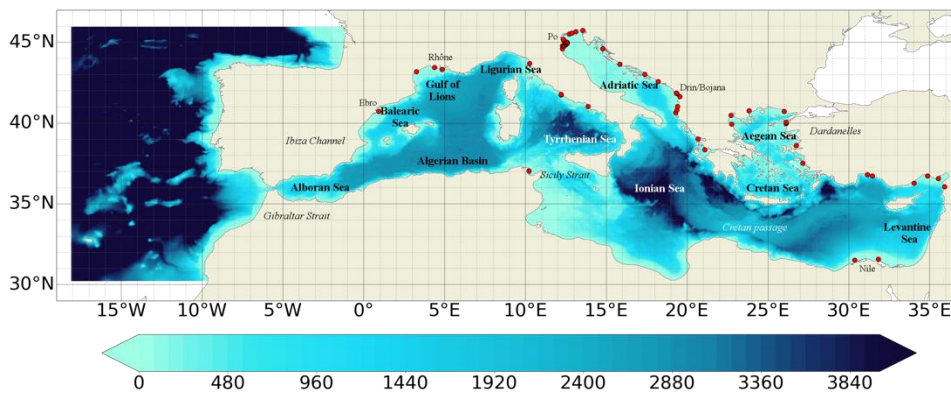 45°N
40°N
35°N
30°N
Po
Rhône
Ligurian Sea
Gulf of
Lions
Adriatic Sea
Drin/Bojana
Ebro
Balearic
Sea
Ibiza Channel
Tyrrhenian Sea
Aegean Sea
Dardanelles
Algerian Basin
Sicily Strait
Alboran Sea
Ionian Sea
Cretan Sea
Gibraltar Strait
Cretan passage
Levantine
Sea
Nile
15°W
10°W
5°W
0°
5°E
10°E
15°E
20°E
25°E
30°E
35°E
0
480
960
1440
1920
2400
2880
3360
3840